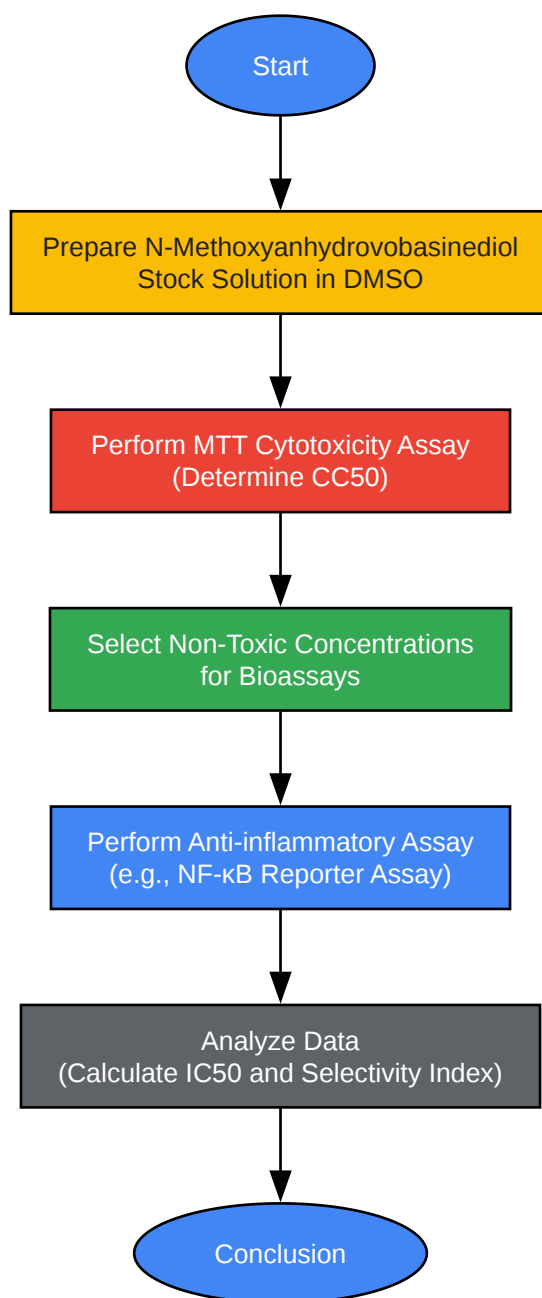 Start
Prepare N-Methoxyanhydrovobasinediol
Stock Solution in DMSO
Perform MTT Cytotoxicity Assay
(Determine CC50)
Select Non-Toxic Concentrations
for Bioassays
Perform Anti-inflammatory Assay
(e.g., NF-κB Reporter Assay)
Analyze Data
(Calculate IC50 and Selectivity Index)
Conclusion